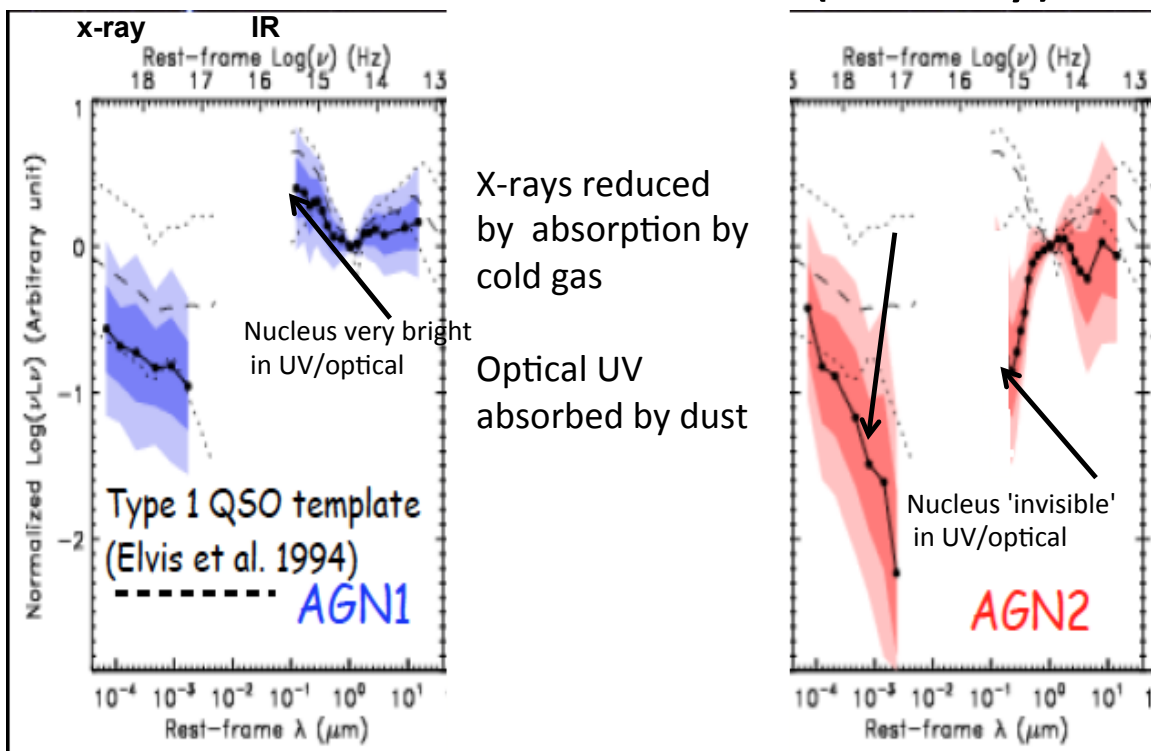 x-ray IR
Rest-frame Log(ν) (Hz)
18 17 16 15 14 13
1
0
−1
−2
Normalized Log(νLν) (Arbitrary unit)
Nucleus very bright
in UV/optical
Type 1 QSO template
(Elvis et al. 1994)
AGN1
10⁻⁴ 10⁻³ 10⁻² 10⁻¹ 10⁰ 10¹
Rest-frame λ (μm)
X-rays reduced
by absorption by
cold gas
Optical UV
absorbed by dust
Rest-frame Log(ν) (Hz)
18 17 16 15 14 13
Nucleus 'invisible'
in UV/optical
AGN2
10⁻⁴ 10⁻³ 10⁻² 10⁻¹ 10⁰ 10¹
Rest-frame λ (μm)